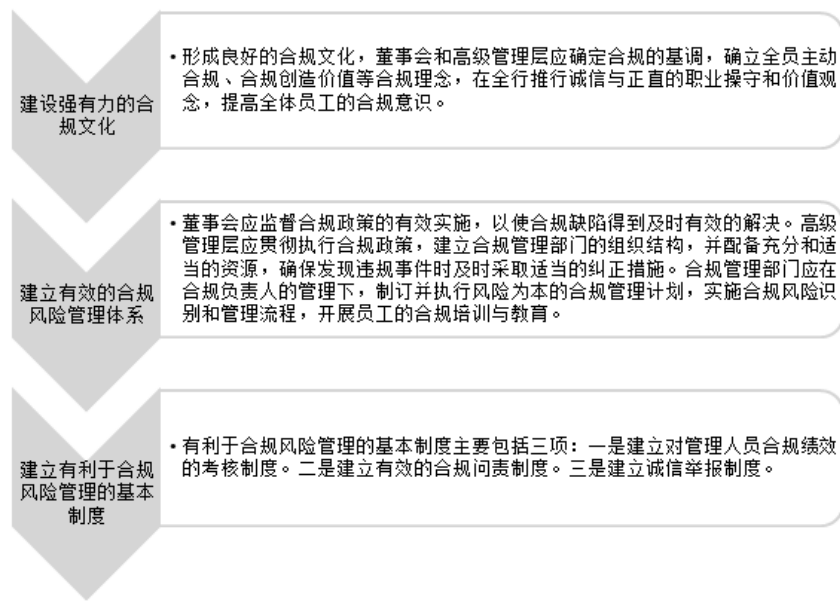 建设强有力的合
规文化
•形成良好的合规文化，董事会和高级管理层应确定合规的基调，确立全员主动
合规、合规创造价值等合规理念，在全行推行诚信与正直的职业操守和价值观
念，提高全体员工的合规意识。
建立有效的合规
风险管理体系
•董事会应监督合规政策的有效实施，以使合规缺陷得到及时有效的解决。高级
管理层应贯彻执行合规政策，建立合规管理部门的组织结构，并配备充分和适
当的资源，确保发现违规事件时及时采取适当的纠正措施。合规管理部门应在
合规负责人的管理下，制订并执行风险为本的合规管理计划，实施合规风险识
别和管理流程，开展员工的合规培训与教育。
建立有利于合规
风险管理的基本
制度
•有利于合规风险管理的基本制度主要包括三项：一是建立对管理人员合规绩效
的考核制度。二是建立有效的合规问责制度。三是建立诚信举报制度。